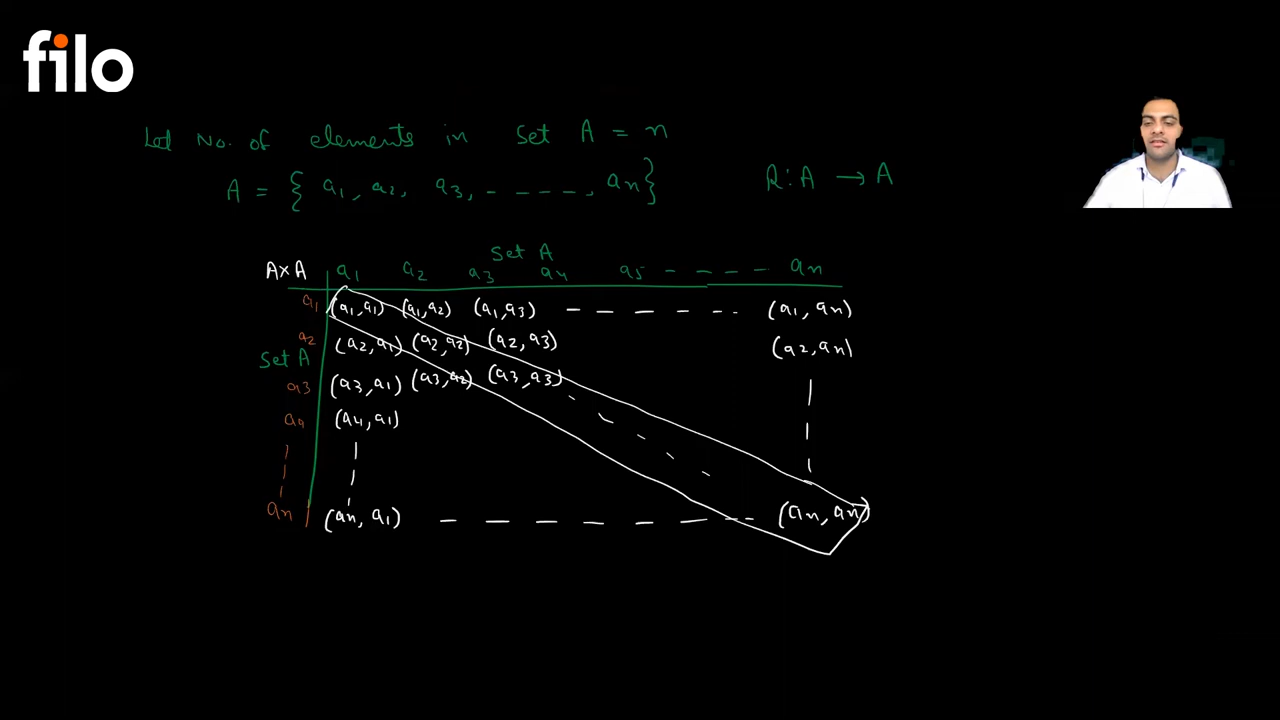 filo
Let No. of elements in Set A = n
A = { a1, a2, a3, - - - -, an} R: A → A
Set A
A×A a1 a2 a3 a4 a5 - - - - an
a1 (a1, a1) (a1, a2) (a1, a3) - - - - - - (a1, an)
a2 (a2, a1) (a2, a2) (a2, a3) (a2, an)
Set A
a3 (a3, a1) (a3, a2) (a3, a3)
a4 (a4, a1)
an (an, a1) - - - - - - - (an, an)